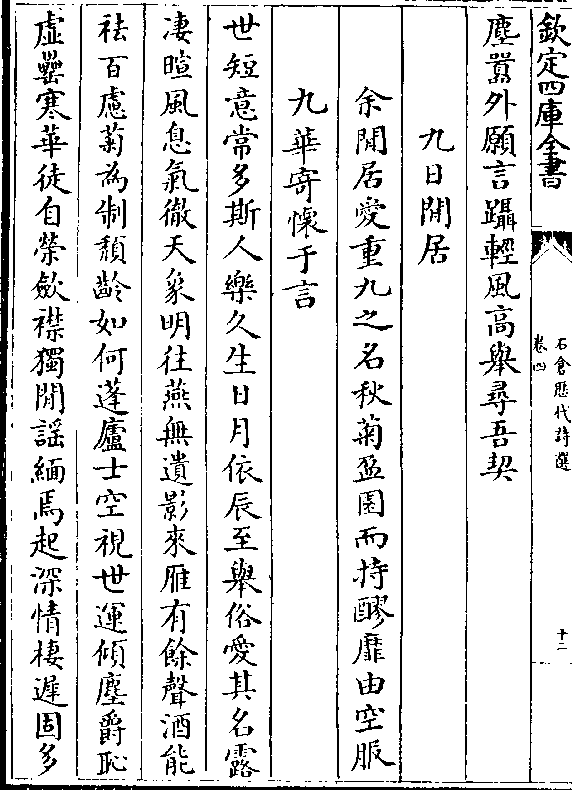 欽定四庫全書
石倉歷代詩選
卷四
十二
塵囂外願言躡輕風高舉尋吾契
九日閒居
余閒居愛重九之名秋菊盈園而持醪靡由空服
九華寄懷于言
世短意常多斯人樂久生日月依辰至舉俗愛其名露
凄暄風息氣徹天象明徃燕無遺影來雁有餘聲酒能
祛百慮菊為制頹齡如何蓬廬士空視世運傾塵爵恥
虛罍寒華徒自榮斂襟獨閒謡緬焉起深情棲遲固多